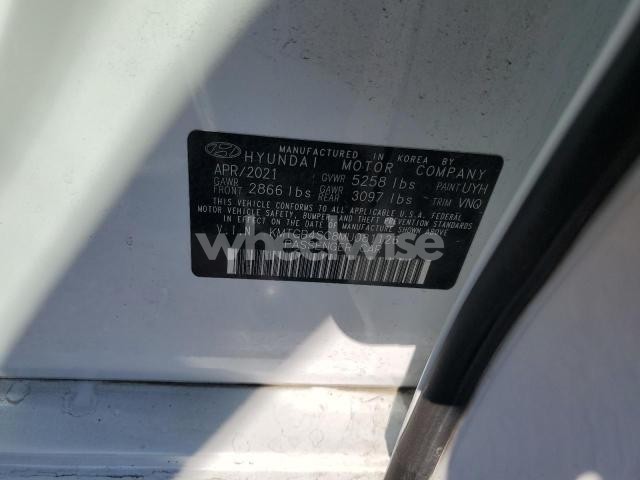 MANUFACTURED IN KOREA BY
HYUNDAI MOTOR COMPANY
APR/2021 GVWR 5258 lbs PAINT UYH
GAWR FRONT 2866 lbs GAWR REAR 3097 lbs TRIM VNQ
THIS VEHICLE CONFORMS TO ALL APPLICABLE U.S.A. FEDERAL
MOTOR VEHICLE SAFETY, BUMPER, AND THEFT PREVENTION STANDARDS
IN EFFECT ON THE DATE OF MANUFACTURE SHOWN ABOVE
V I N
PASSENGER CAR
wheelwise